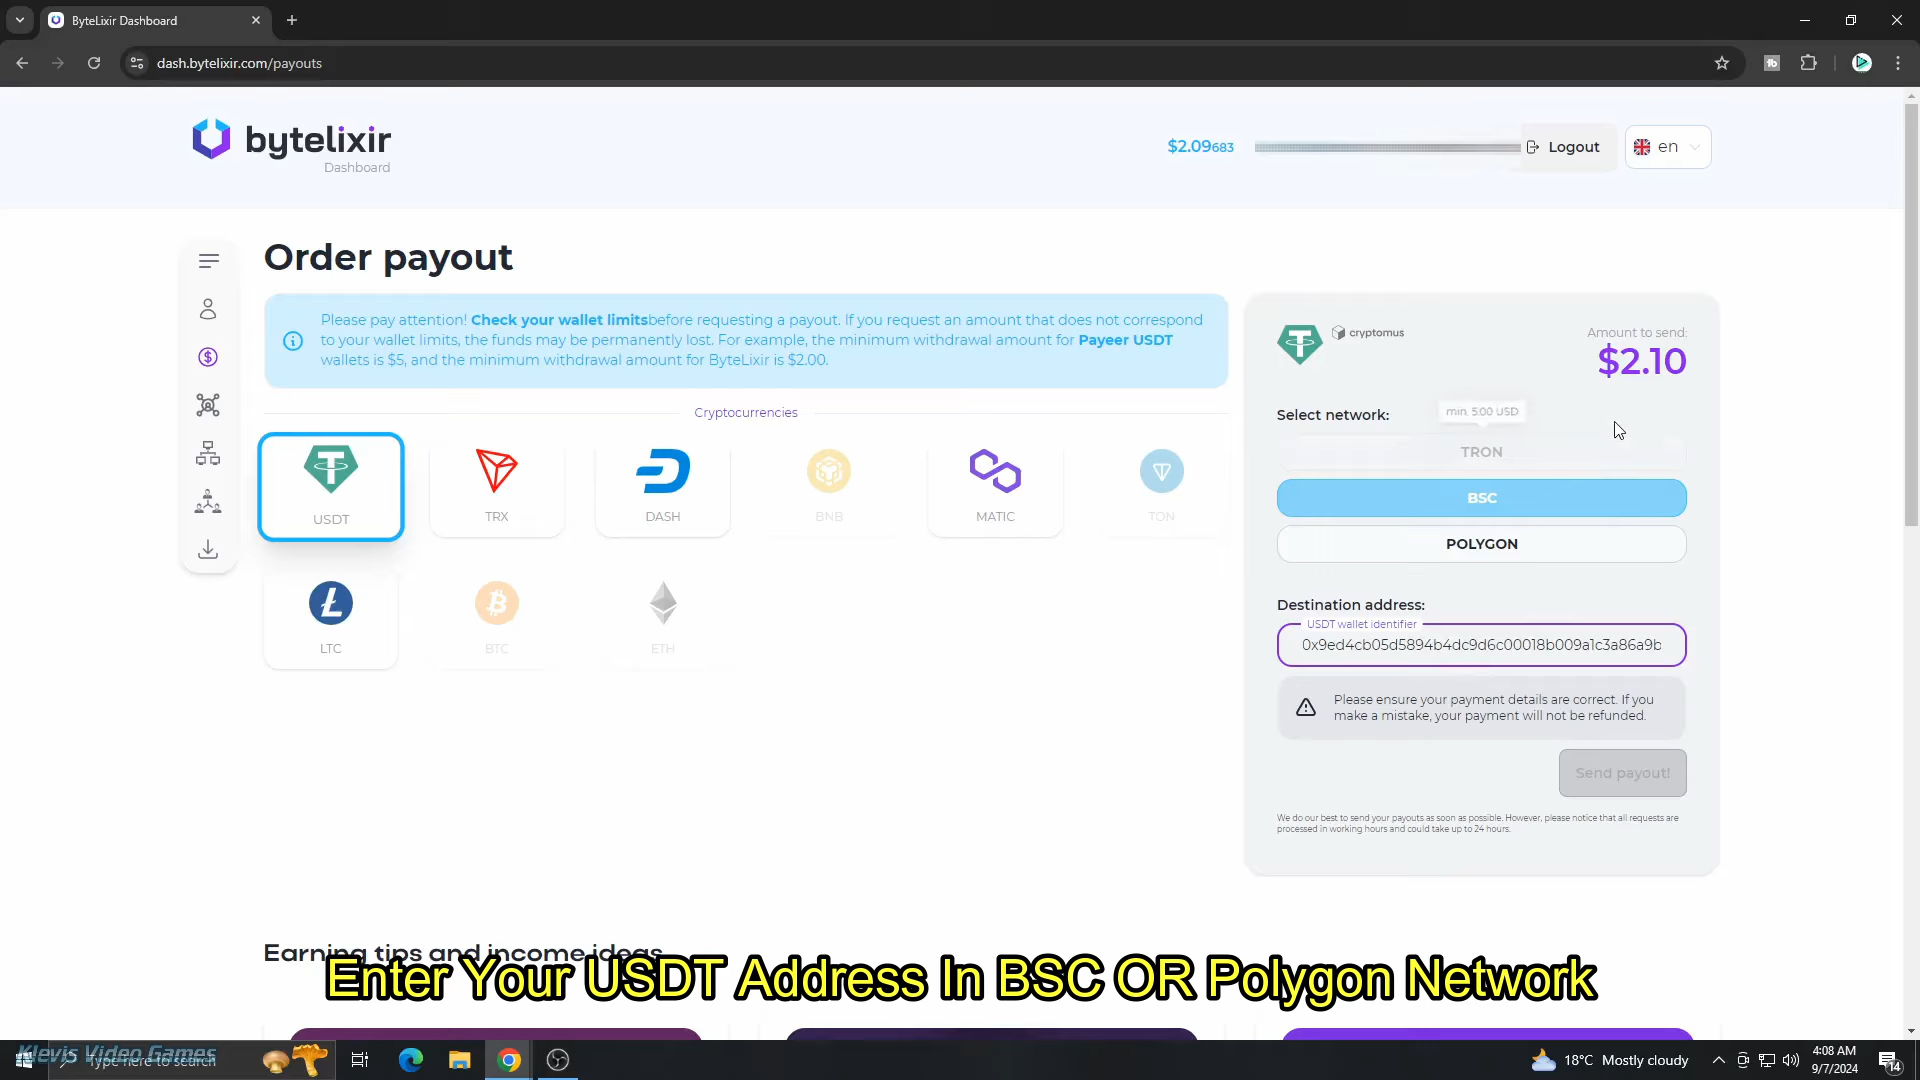 ByteLixir Dashboard
dash.bytelixir.com/payouts
bytelixir
Dashboard
$2.09683
Logout
en
Order payout
Please pay attention! Check your wallet limitsbefore requesting a payout. If you request an amount that does not correspond
to your wallet limits, the funds may be permanently lost. For example, the minimum withdrawal amount for Payeer USDT
wallets is $5, and the minimum withdrawal amount for ByteLixir is $2.00.
Cryptocurrencies
USDT
TRX
DASH
BNB
MATIC
TON
LTC
BTC
ETH
cryptomus
Amount to send:
$2.10
Select network:
min. 5.00 USD
TRON
BSC
POLYGON
Destination address:
USDT wallet identifier
0x9ed4cb05d5894b4dc9d6c00018b009a1c3a86a9b
Please ensure your payment details are correct. If you
make a mistake, your payment will not be refunded.
Send payout!
We do our best to send your payouts as soon as possible. However, please notice that all requests are
processed in working hours and could take up to 24 hours.
Earning tips and income ideas
Enter Your USDT Address In BSC OR Polygon Network
Klevis Video Games
Type here to search
18°C Mostly cloudy
4:08 AM
9/7/2024
14